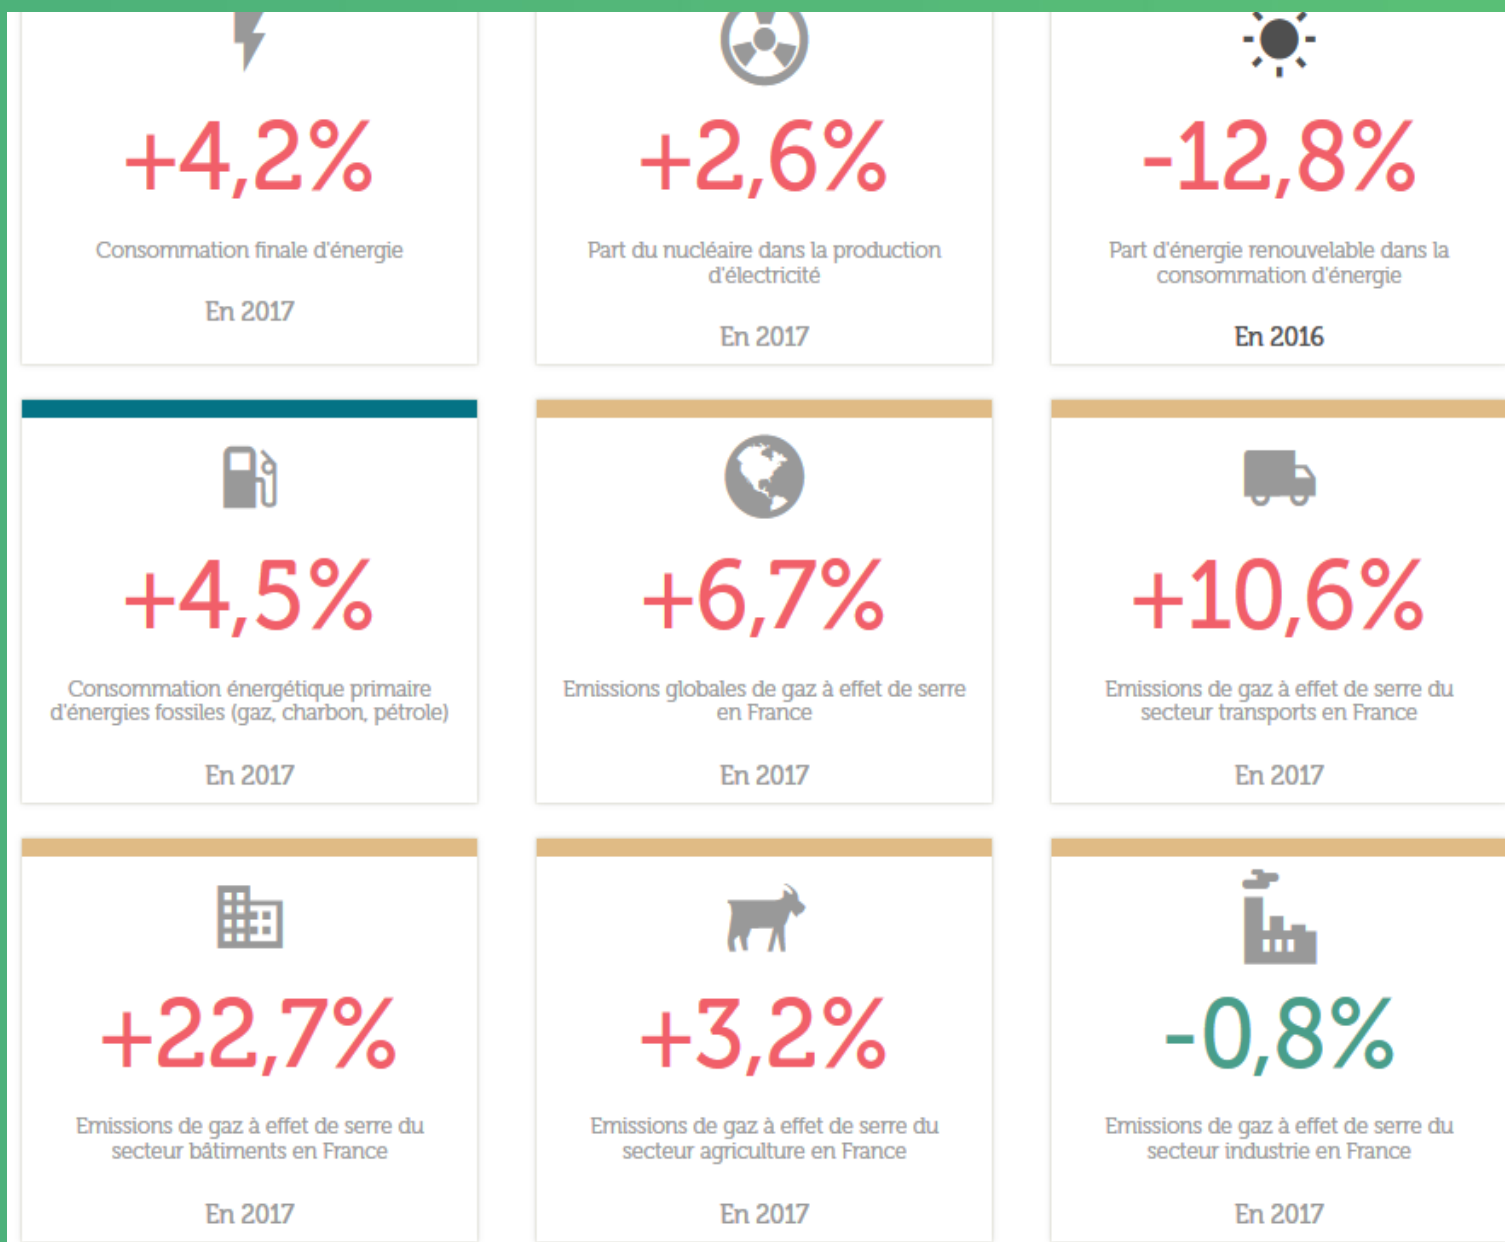 +4,2%
Consommation finale d'énergie
En 2017
+2,6%
Part du nucléaire dans la production
d'électricité
En 2017
-12,8%
Part d'énergie renouvelable dans la
consommation d'énergie
En 2016
+4,5%
Consommation énergétique primaire
d'énergies fossiles (gaz, charbon, pétrole)
En 2017
+6,7%
Emissions globales de gaz à effet de serre
en France
En 2017
+10,6%
Emissions de gaz à effet de serre du
secteur transports en France
En 2017
+22,7%
Emissions de gaz à effet de serre du
secteur bâtiments en France
En 2017
+3,2%
Emissions de gaz à effet de serre du
secteur agriculture en France
En 2017
-0,8%
Emissions de gaz à effet de serre du
secteur industrie en France
En 2017